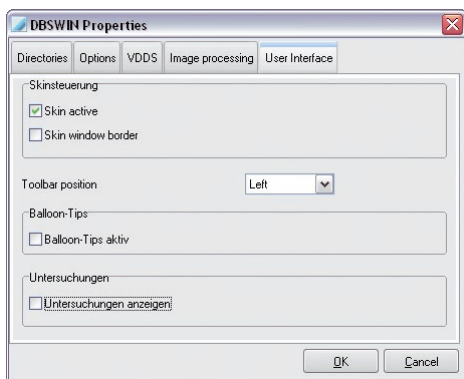 DBSWIN Properties
Directories Options VDDS Image processing User Interface
Skinsteuerung
Skin active
Skin window border
Toolbar position Left
Balloon-Tips
Balloon-Tips aktiv
Untersuchungen
Untersuchungen anzeigen
OK Cancel